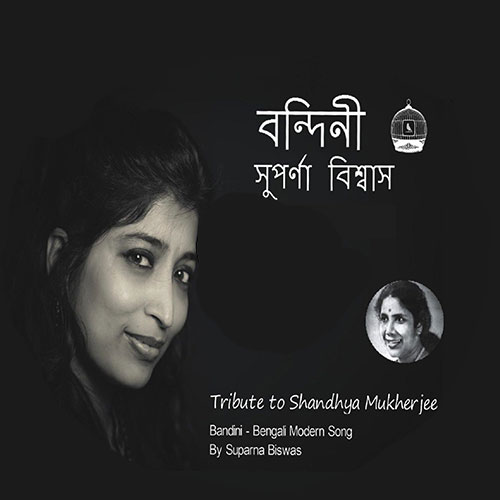 বন্দিনী
সুপর্ণা বিশ্বাস
Tribute to Shandhya Mukherjee
Bandini - Bengali Modern Song
By Suparna Biswas